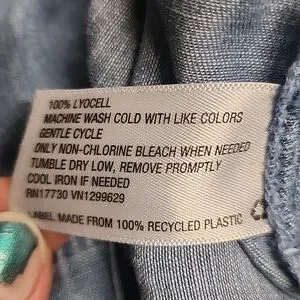 100% LYOCELL
MACHINE WASH COLD WITH LIKE COLORS
GENTLE CYCLE
ONLY NON-CHLORINE BLEACH WHEN NEEDED
TUMBLE DRY LOW, REMOVE PROMPTLY
COOL IRON IF NEEDED
RN17730 VN1299629
LABEL MADE FROM 100% RECYCLED PLASTIC